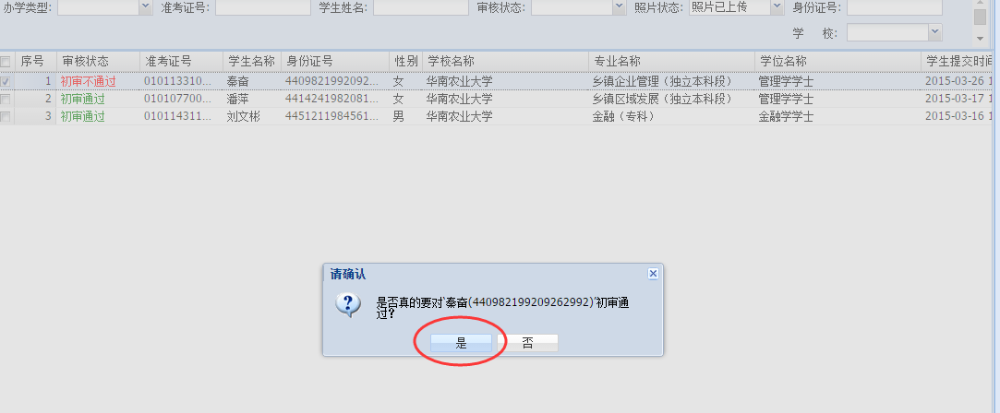 办学类型: 准考证号: 学生姓名: 审核状态: 照片状态: 照片已上传 身份证号:
学 校:
序号 审核状态 准考证号 学生名称 身份证号 性别 学校名称 专业名称 学位名称 学生提交时间
1 初审不通过 010113310... 秦奋 4409821992092... 女 华南农业大学 乡镇企业管理（独立本科段） 管理学学士 2015-03-26 1
2 初审通过 010107700... 潘萍 4414241982081... 女 华南农业大学 乡镇区域发展（独立本科段） 管理学学士 2015-03-17 1
3 初审通过 010114311... 刘文彬 4451211984561... 男 华南农业大学 金融（专科） 金融学学士 2015-03-16 1
请确认
是否真的要对'秦奋(440982199209262992)'初审通
过?
是 否